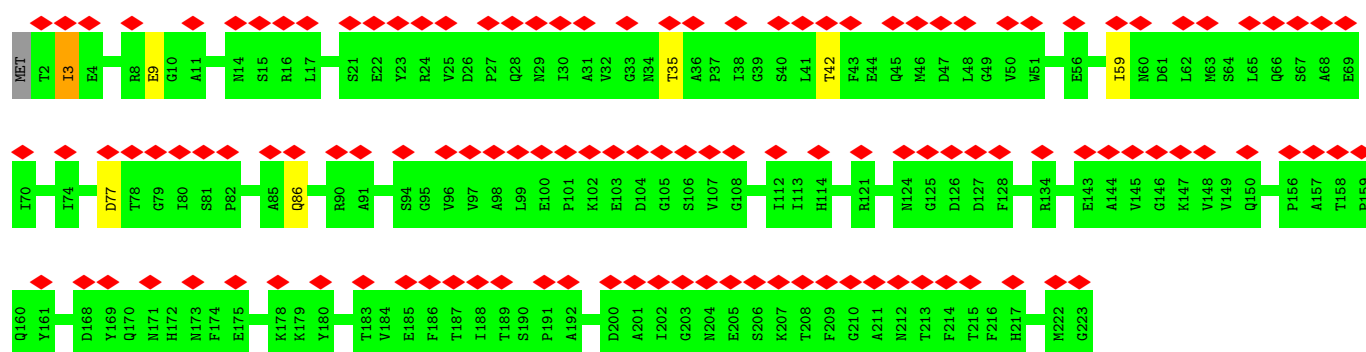 MET T2 I3 E4 R8 E9 G10 A11 N14 S15 R16 L17 S21 E22 Y23 R24 V25 D26 P27 Q28 N29 I30 A31 V32 G33 N34 T35 A36 P37 I38 G39 S40 L41 T42 F43 E44 Q45 M46 D47 L48 G49 V50 W51 E56 I59 N60 D61 L62 M63 S64 L65 Q66 S67 A68 E69
I70 I74 D77 T78 G79 I80 S81 P82 A85 Q86 R90 A91 S94 G95 V96 V97 A98 L99 E100 P101 K102 E103 D104 G105 S106 V107 G108 I112 I113 H114 R121 N124 G125 D126 D127 F128 R134 E143 A144 V145 G146 K147 V148 V149 Q150 P156 A157 T158 P159
Q160 Y161 D168 Y169 Q170 N171 H172 N173 F174 E175 K178 K179 Y180 T183 V184 E185 F186 T187 I188 T189 S190 P191 A192 D200 A201 I202 G203 N204 E205 S206 K207 T208 F209 G210 A211 N212 T213 F214 T215 F216 H217 M222 G223